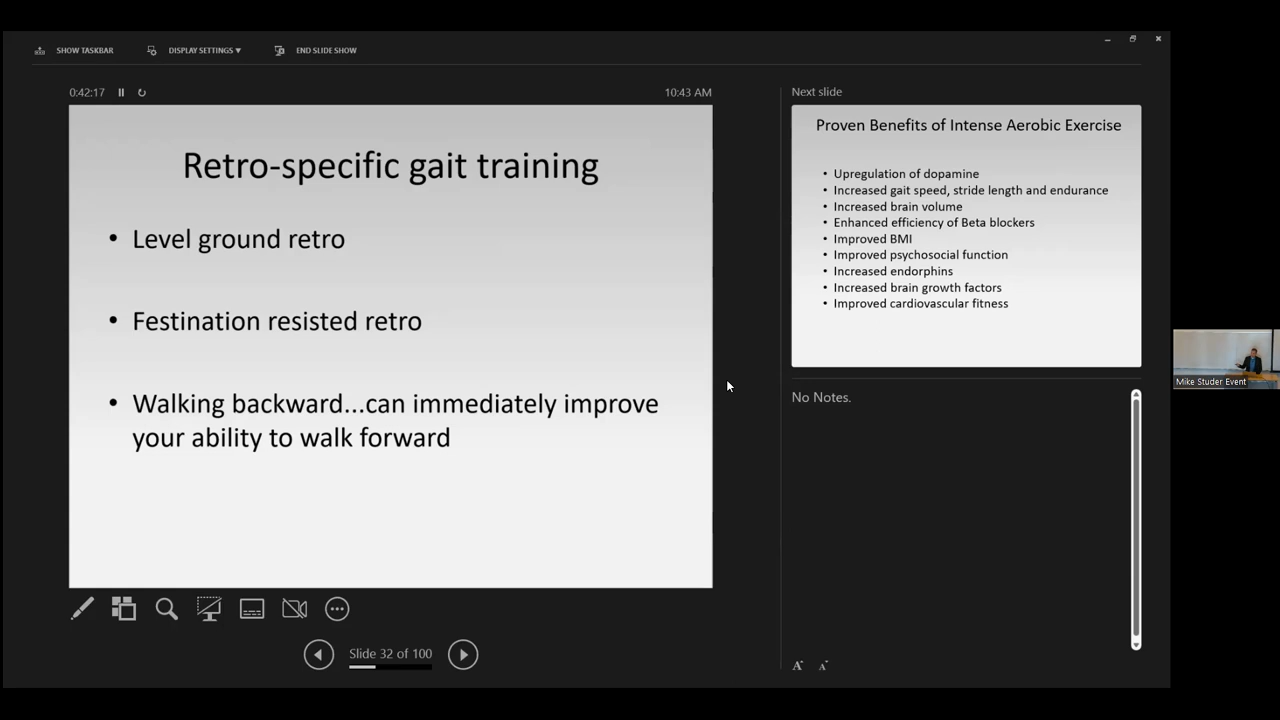 SHOW TASKBAR
DISPLAY SETTINGS ▼
END SLIDE SHOW
0:42:17
10:43 AM
Retro-specific gait training
• Level ground retro
• Festination resisted retro
• Walking backward...can immediately improve
your ability to walk forward
Slide 32 of 100
Next slide
Proven Benefits of Intense Aerobic Exercise
• Upregulation of dopamine
• Increased gait speed, stride length and endurance
• Increased brain volume
• Enhanced efficiency of Beta blockers
• Improved BMI
• Improved psychosocial function
• Increased endorphins
• Increased brain growth factors
• Improved cardiovascular fitness
No Notes.
A A
Mike Studer Event